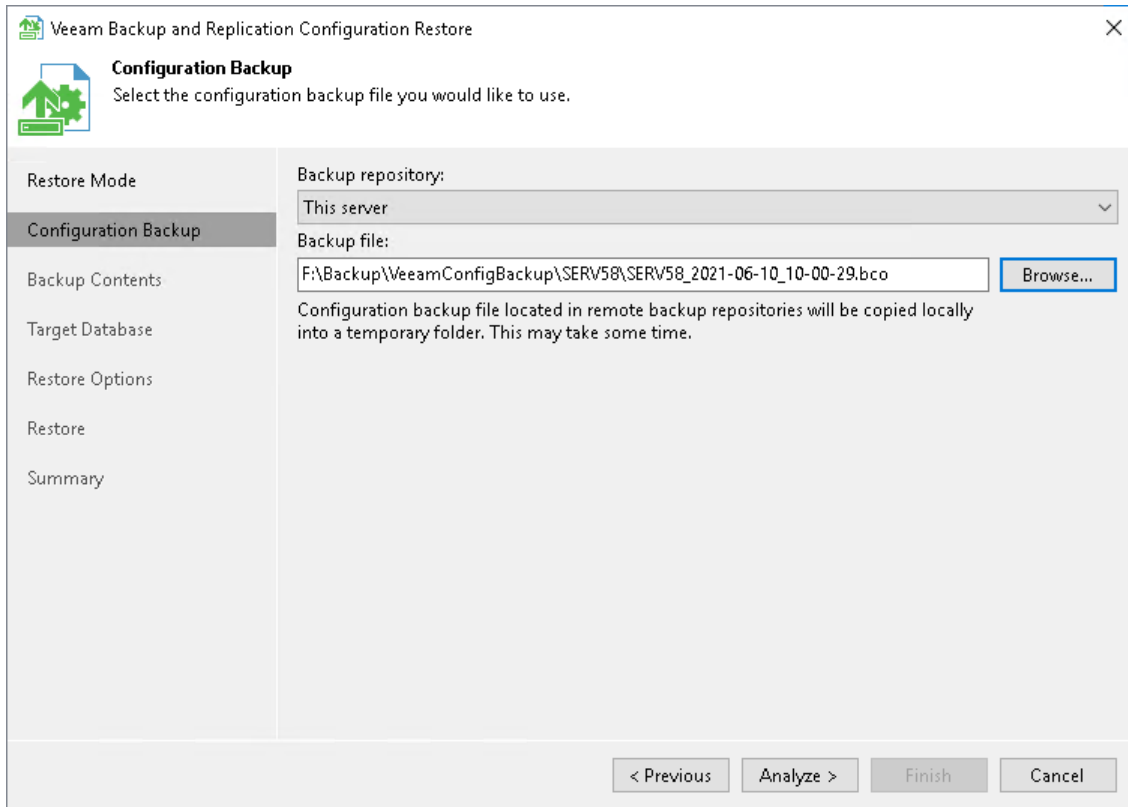 Veeam Backup and Replication Configuration Restore
Configuration Backup
Select the configuration backup file you would like to use.
Restore Mode
Configuration Backup
Backup Contents
Target Database
Restore Options
Restore
Summary
Backup repository:
This server
Backup file:
F:\Backup\VeeamConfigBackup\SERV58\SERV58_2021-06-10_10-00-29.bco
Browse...
Configuration backup file located in remote backup repositories will be copied locally
into a temporary folder. This may take some time.
< Previous
Analyze >
Finish
Cancel